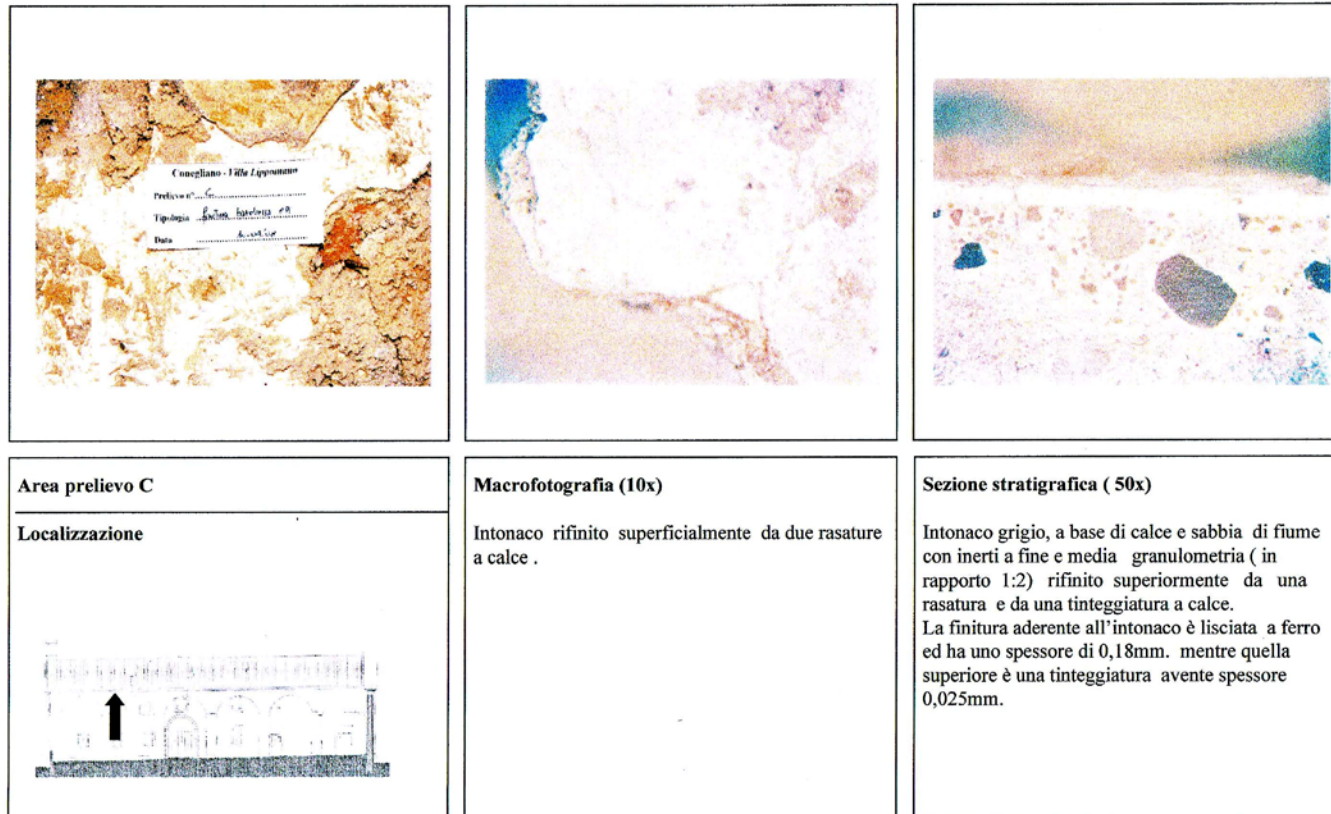 Conegliano - Villa Lippomano
Prelievo n° C
Tipologia
Data
Area prelievo C
Localizzazione
Macrofotografia (10x)
Intonaco rifinito superficialmente da due rasature
a calce .
Sezione stratigrafica ( 50x)
Intonaco grigio, a base di calce e sabbia di fiume
con inerti a fine e media granulometria ( in
rapporto 1:2) rifinito superiormente da una
rasatura e da una tinteggiatura a calce.
La finitura aderente all'intonaco è lisciata a ferro
ed ha uno spessore di 0,18mm. mentre quella
superiore è una tinteggiatura avente spessore
0,025mm.